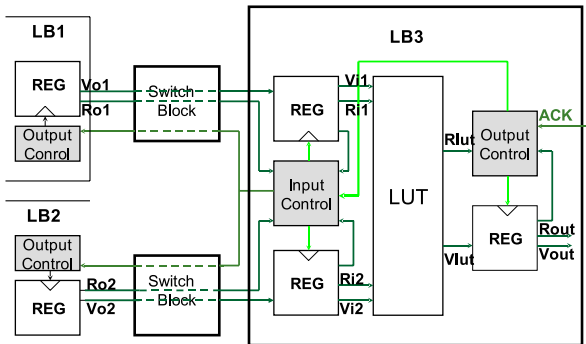 LB1
REG
Vo1
Ro1
Output
Conrol
Switch
Block
LB2
Output
Control
REG
Ro2
Vo2
Switch
Block
LB3
REG
Vi1
Ri1
Input
Control
REG
Ri2
Vi2
LUT
Rlut
Vlut
Output
Control
ACK
REG
Rout
Vout